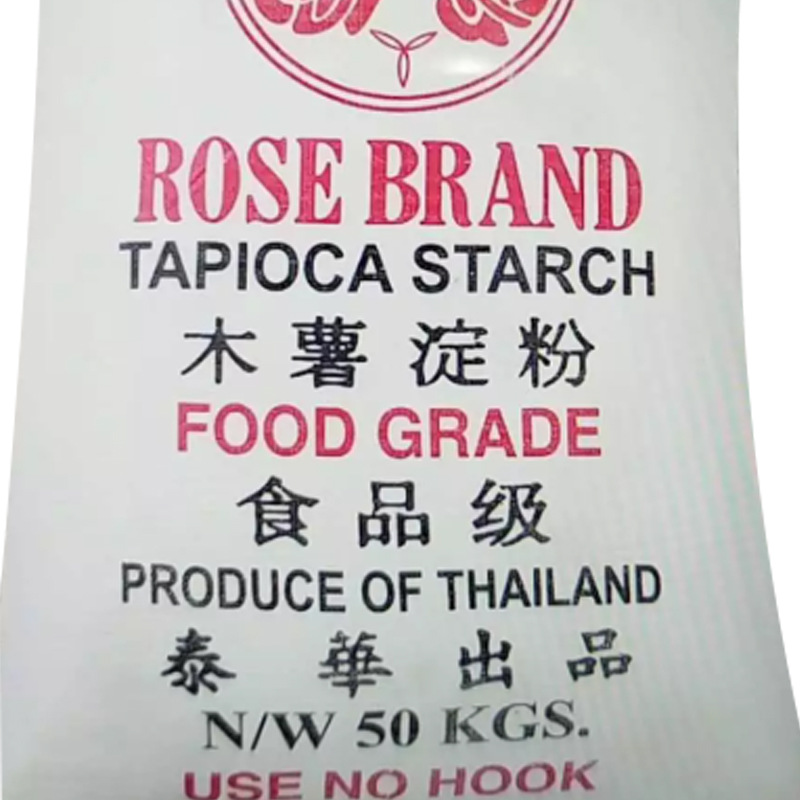 ROSE BRAND
TAPIOCA STARCH
木薯淀粉
FOOD GRADE
食品级
PRODUCE OF THAILAND
泰華出品
N/W 50 KGS.
USE NO HOOK